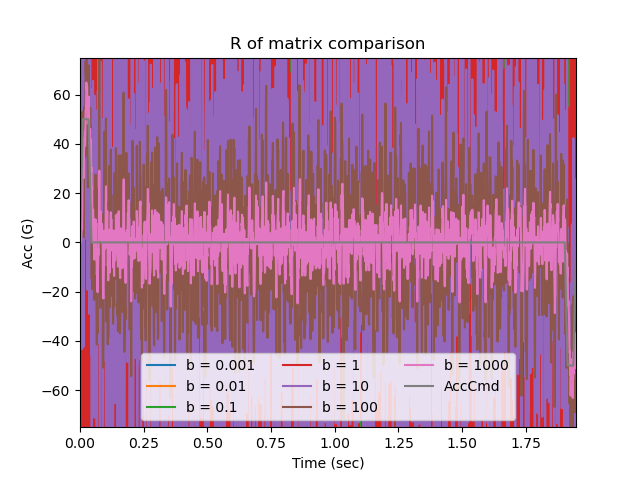 R of matrix comparison
Acc (G)
60
40
20
0
−20
−40
−60
b = 0.001
b = 0.01
b = 0.1
b = 1
b = 10
b = 100
b = 1000
AccCmd
0.00 0.25 0.50 0.75 1.00 1.25 1.50 1.75
Time (sec)